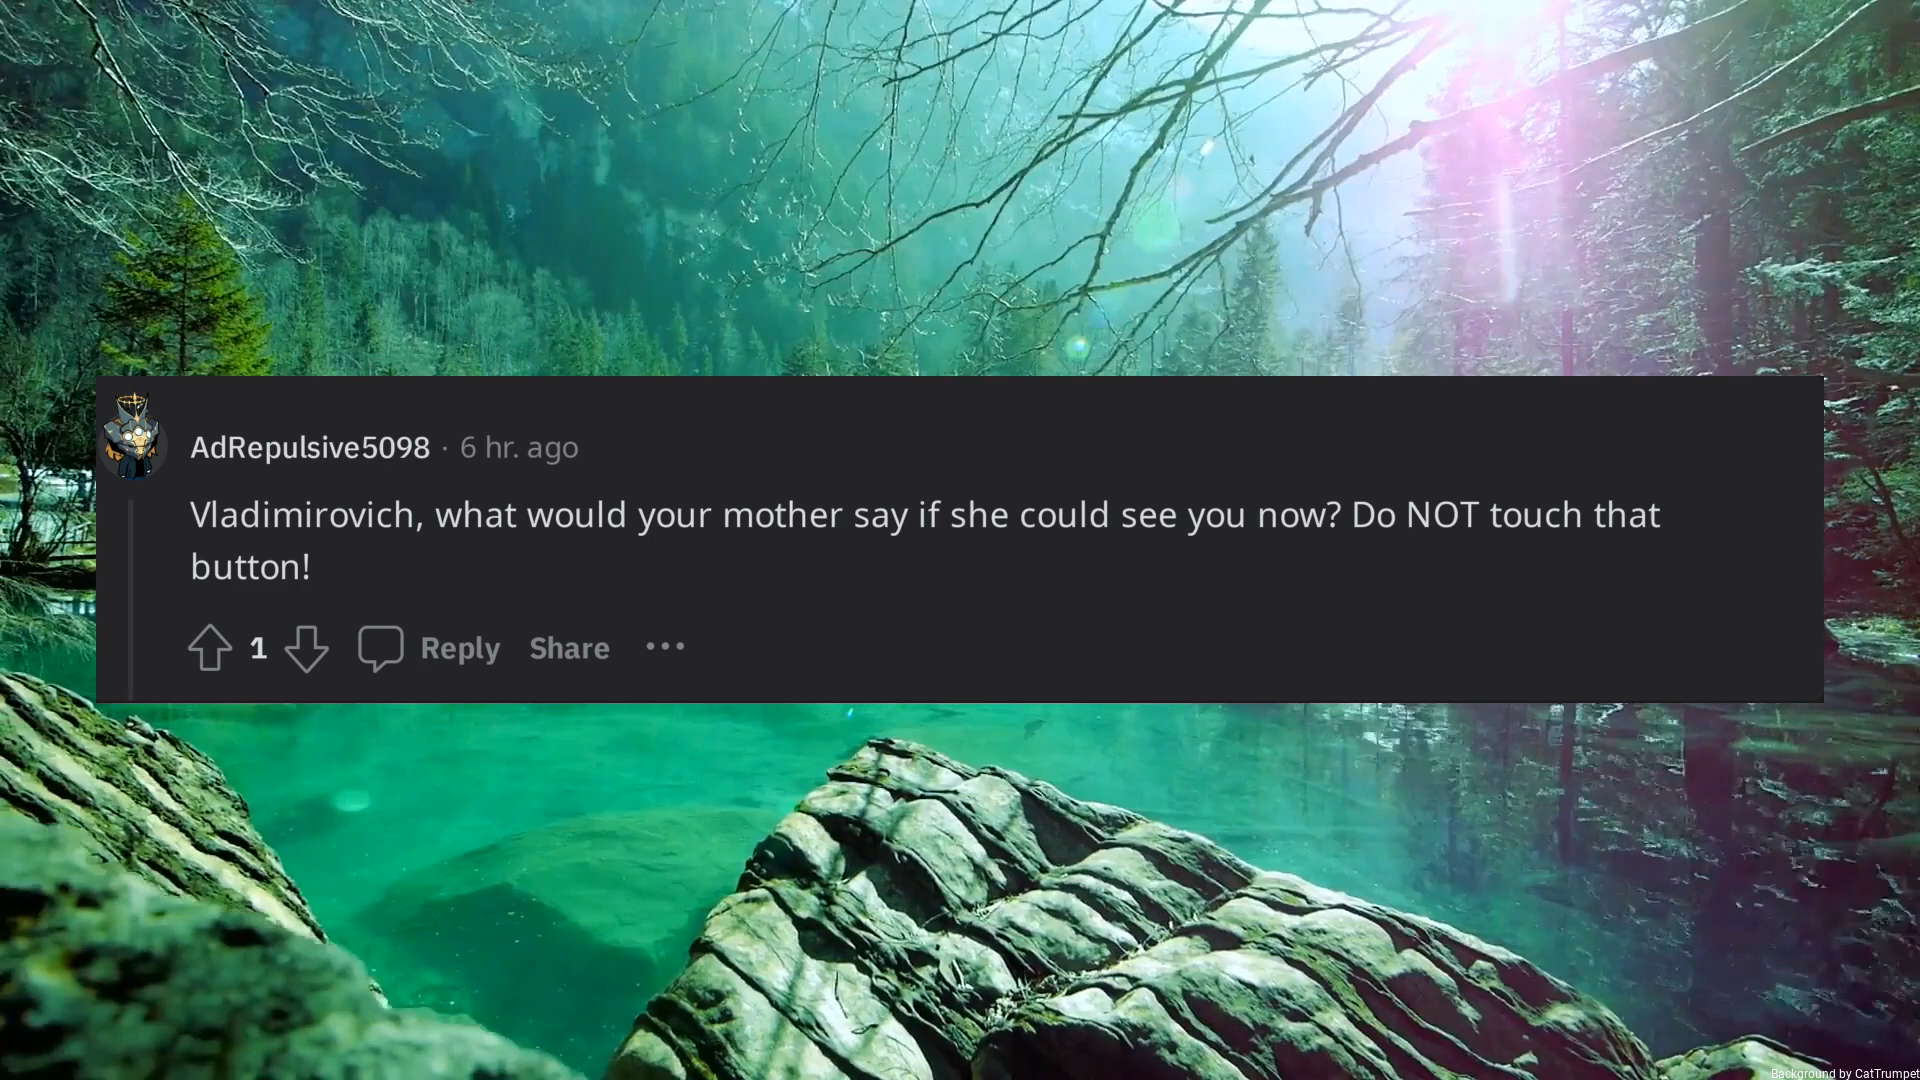 AdRepulsive5098 · 6 hr. ago
Vladimirovich, what would your mother say if she could see you now? Do NOT touch that
button!
1 Reply Share ...
Background by CatTrumpet